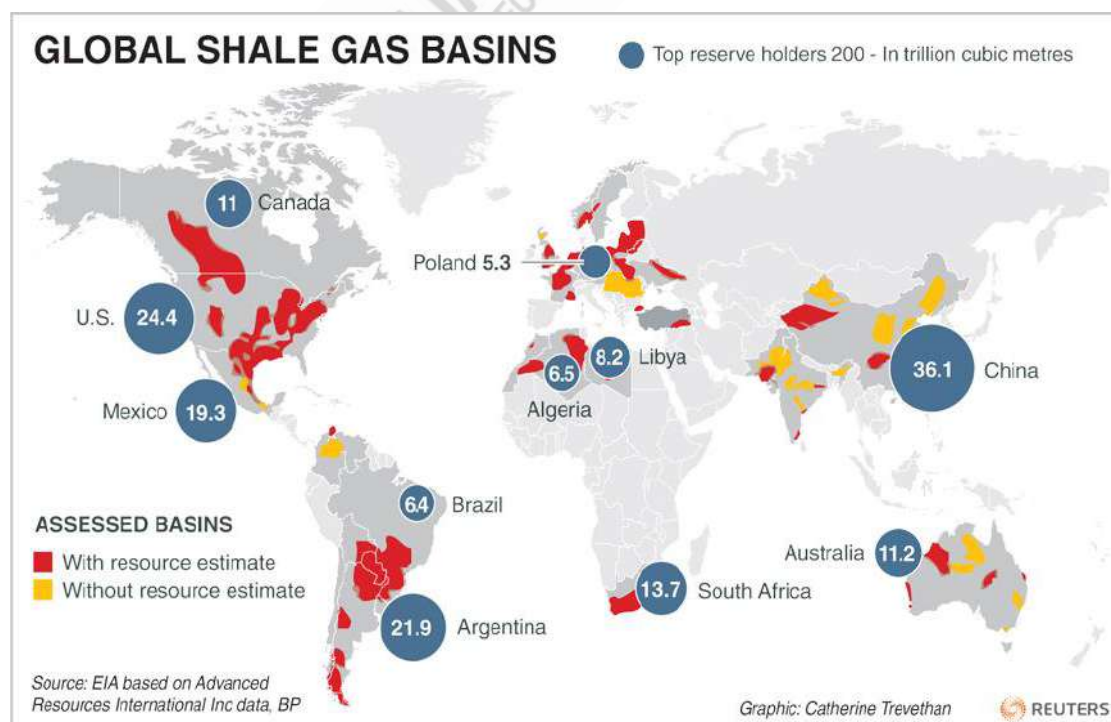 GLOBAL SHALE GAS BASINS
Top reserve holders 200 - In trillion cubic metres
11 Canada
Poland 5.3
U.S. 24.4
8.2 Libya
6.5
Algeria
36.1 China
Mexico 19.3
6.4 Brazil
ASSESSED BASINS
With resource estimate
Without resource estimate
Australia 11.2
13.7 South Africa
21.9 Argentina
Source: EIA based on Advanced
Resources International Inc data, BP
Graphic: Catherine Trevethan
REUTERS